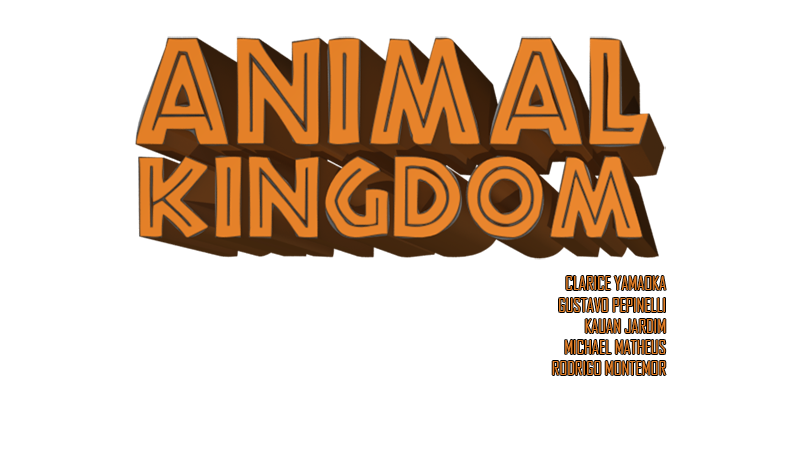 ANIMAL
KINGDOM
CLARICE YAMAOKA
GUSTAVO PEPINELLI
KAUAN JARDIM
MICHAEL MATHEUS
RODRIGO MONTEMOR